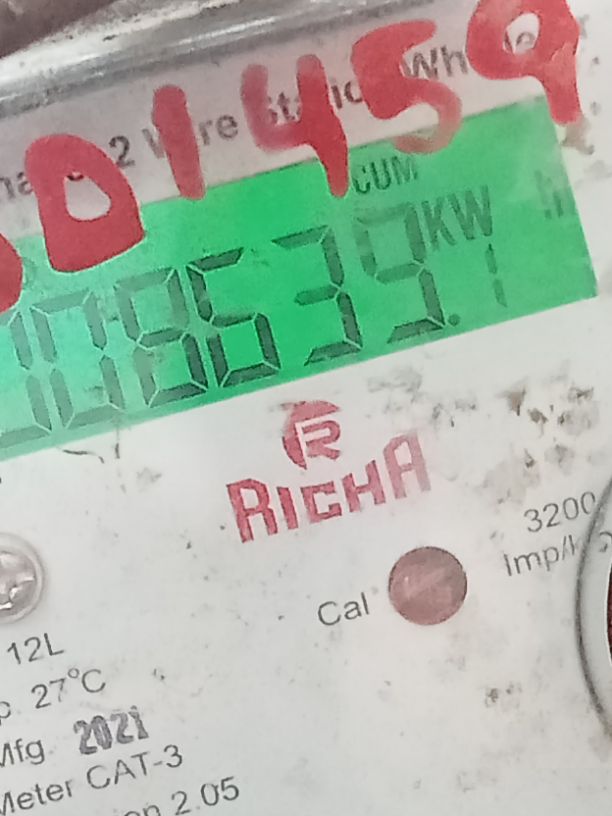 01459
2 Wire Static Wh
CUM
KW h
008639.1
R
RICHA
3200
Imp/k
Cal
12L
27°C
Mfg 2021
Meter CAT-3
2.05